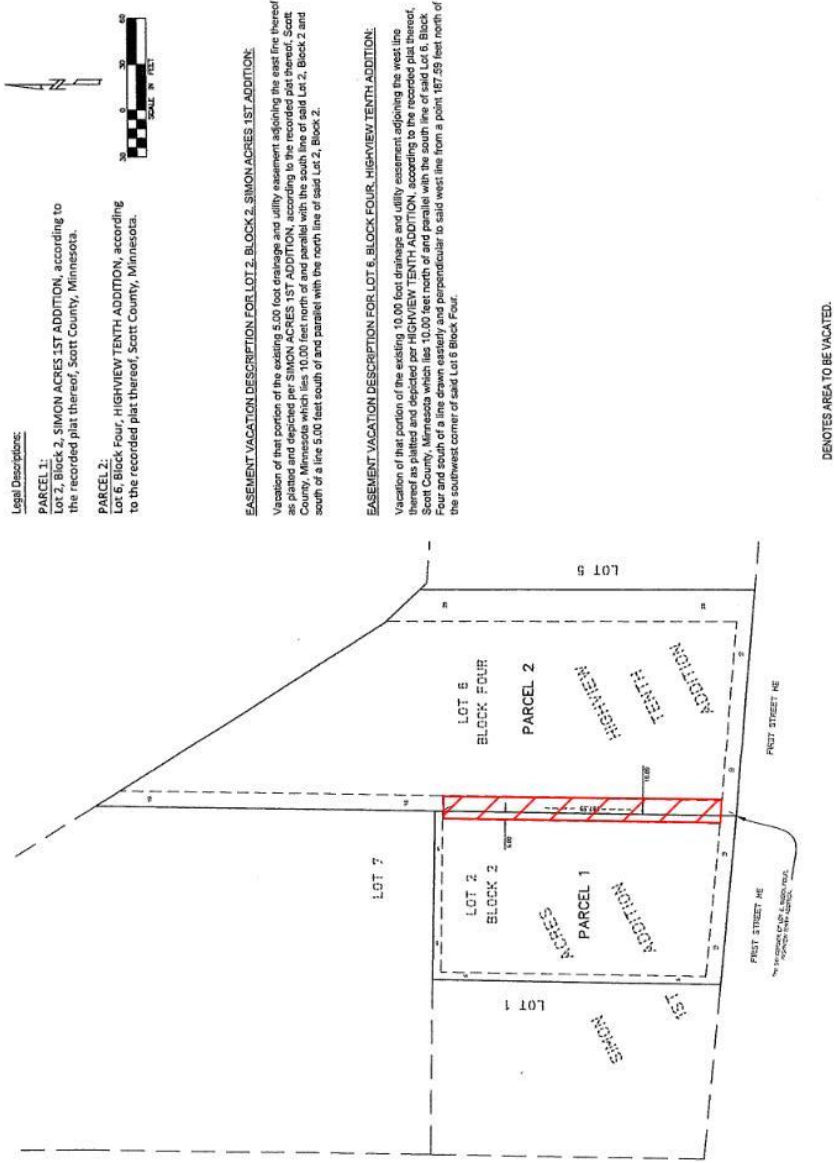 Legal Descriptions:
PARCEL 1:
Lot 2, Block 2, SIMON ACRES 1ST ADDITION, according to
the recorded plat thereof, Scott County, Minnesota.
PARCEL 2:
Lot 6, Block Four, HIGHVIEW TENTH ADDITION, according
to the recorded plat thereof, Scott County, Minnesota.
N
30 0 30 60
SCALE IN FEET
EASEMENT VACATION DESCRIPTION FOR LOT 2, BLOCK 2, SIMON ACRES 1ST ADDITION:
Vacation of that portion of the existing 5.00 foot drainage and utility easement adjoining the east line thereof
as platted and depicted per SIMON ACRES 1ST ADDITION, according to the recorded plat thereof, Scott
County, Minnesota which lies 10.00 feet north of and parallel with the south line of said Lot 2, Block 2 and
south of a line 5.00 feet south of and parallel with the north line of said Lot 2, Block 2.
EASEMENT VACATION DESCRIPTION FOR LOT 6, BLOCK FOUR, HIGHVIEW TENTH ADDITION:
Vacation of that portion of the existing 10.00 foot drainage and utility easement adjoining the west line
thereof as platted and depicted per HIGHVIEW TENTH ADDITION, according to the recorded plat thereof,
Scott County, Minnesota which lies 10.00 feet north of and parallel with the south line of said Lot 6, Block
Four and south of a line drawn easterly and perpendicular to said west line from a point 187.59 feet north of
the southwest corner of said Lot 6 Block Four.
DENOTES AREA TO BE VACATED.
LOT 7
LOT 2
BLOCK 2
PARCEL 1
SIMON
ACRES
1ST
ADDITION
LOT 1
LOT 6
BLOCK FOUR
PARCEL 2
HIGHVIEW
TENTH
ADDITION
LOT 5
5.00
187.59
10.00
FIRST STREET NE
FIRST STREET NE